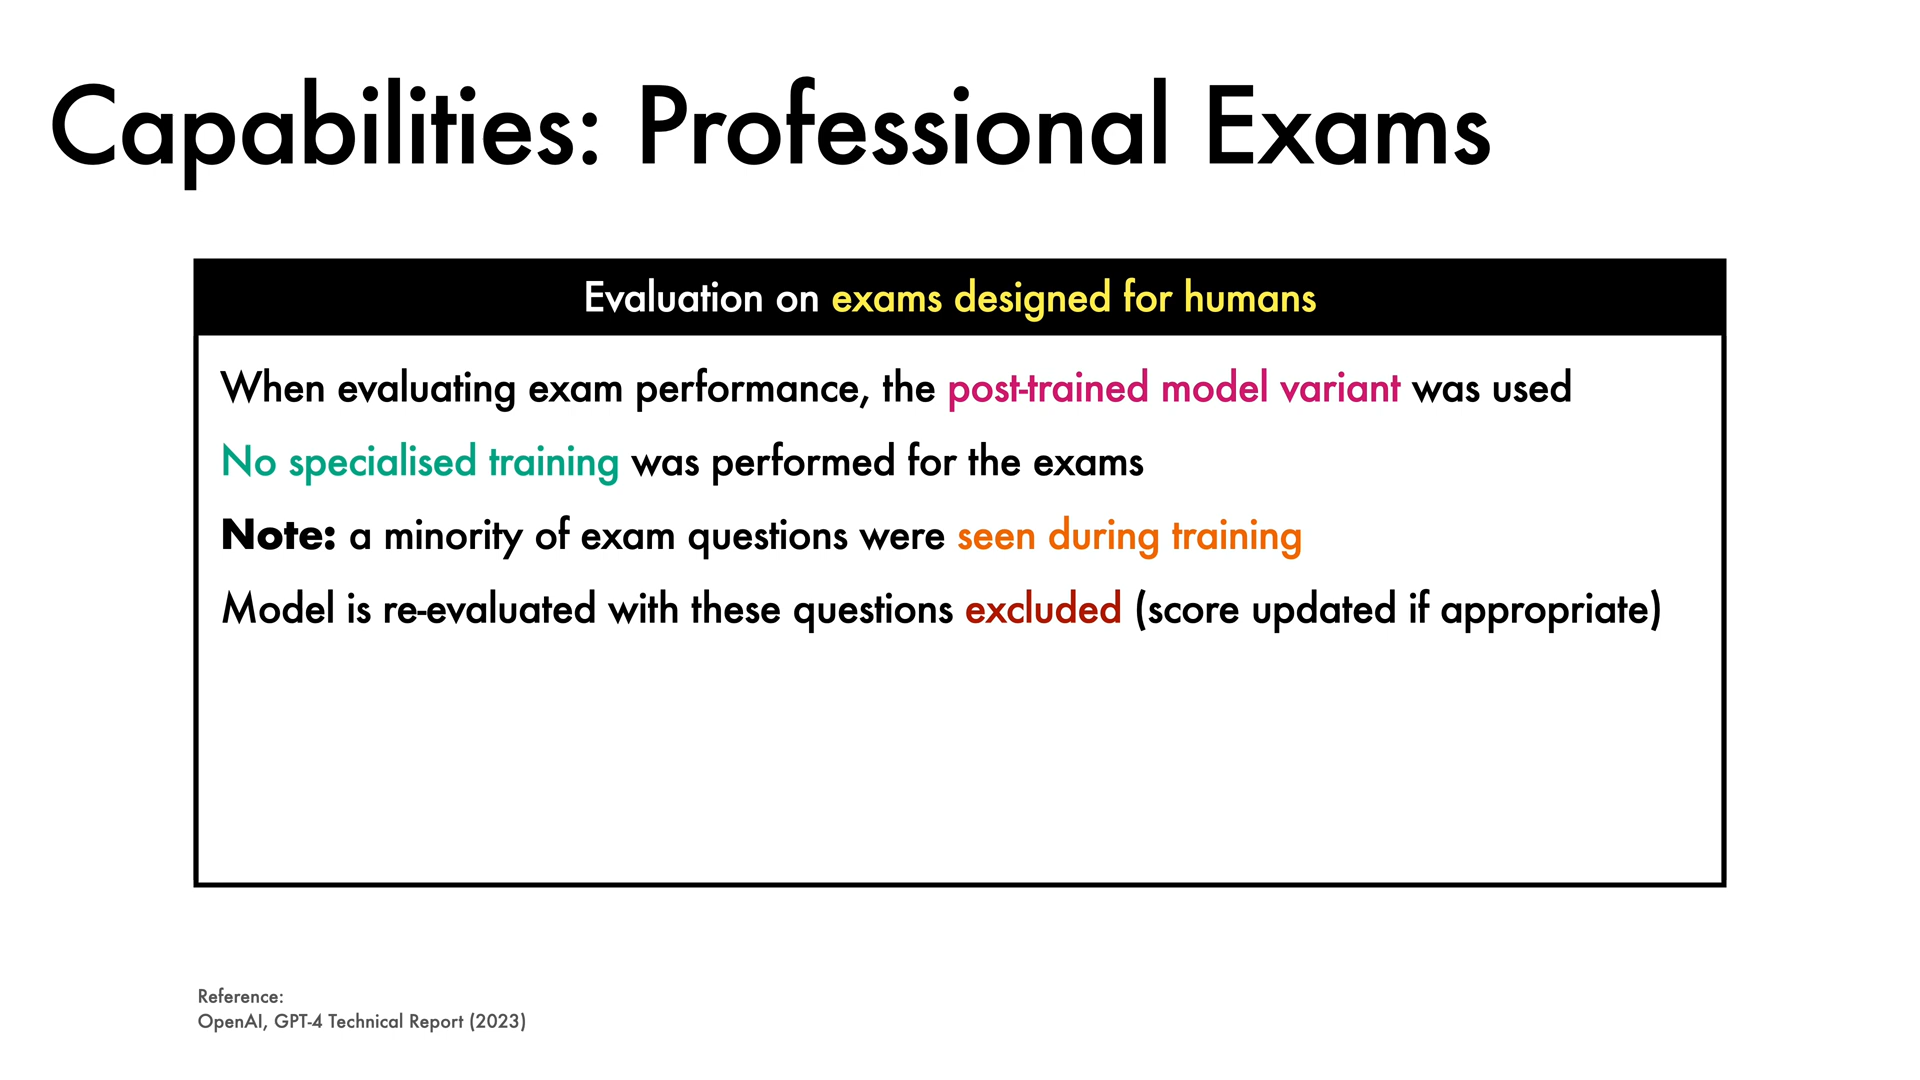 Capabilities: Professional Exams
Evaluation on exams designed for humans
When evaluating exam performance, the post-trained model variant was used
No specialised training was performed for the exams
Note: a minority of exam questions were seen during training
Model is re-evaluated with these questions excluded (score updated if appropriate)
Reference:
OpenAI, GPT-4 Technical Report (2023)